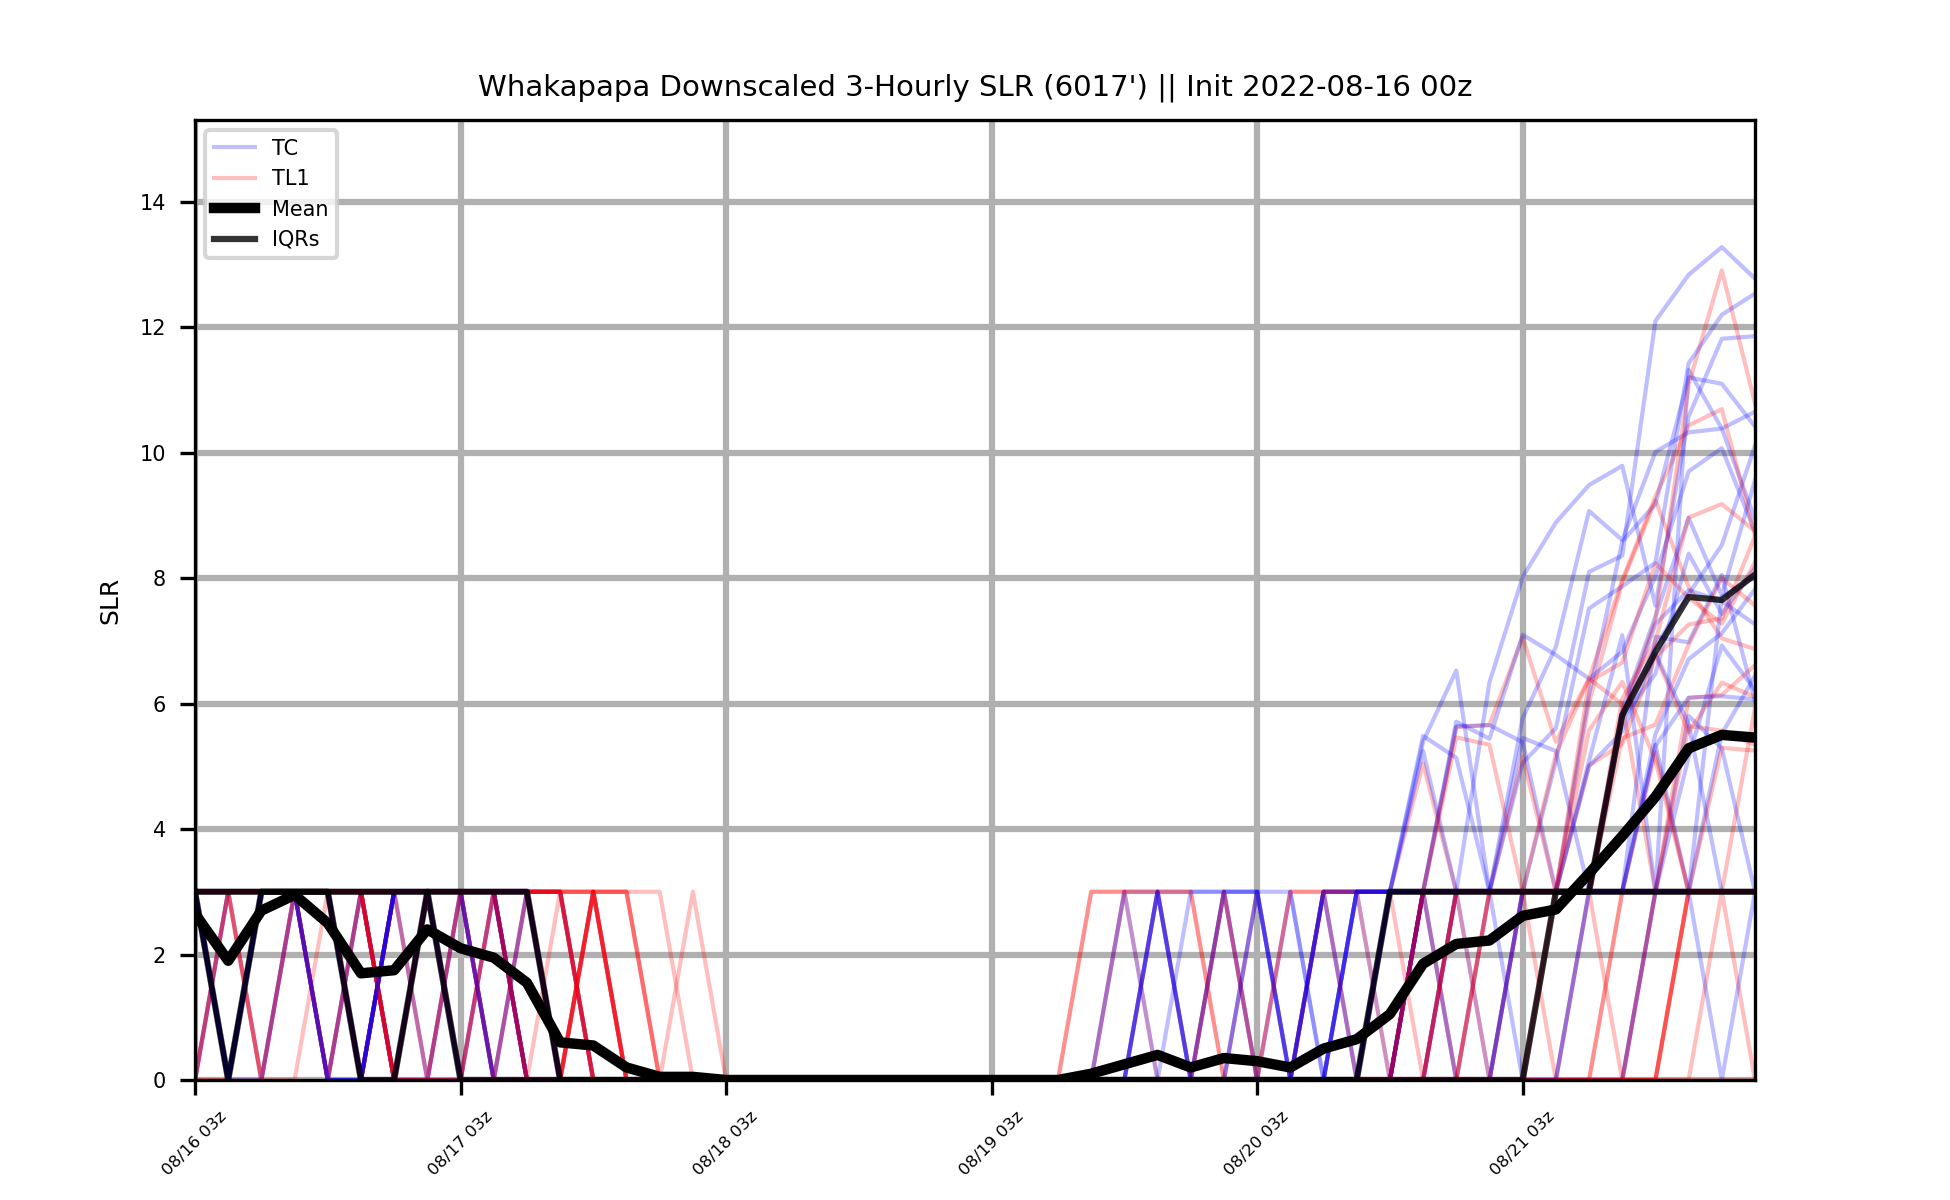 Whakapapa Downscaled 3-Hourly SLR (6017') || Init 2022-08-16 00z
TC
TL1
Mean
IQRs
14
12
10
8
6
4
2
0
SLR
08/16 03z
08/17 03z
08/18 03z
08/19 03z
08/20 03z
08/21 03z